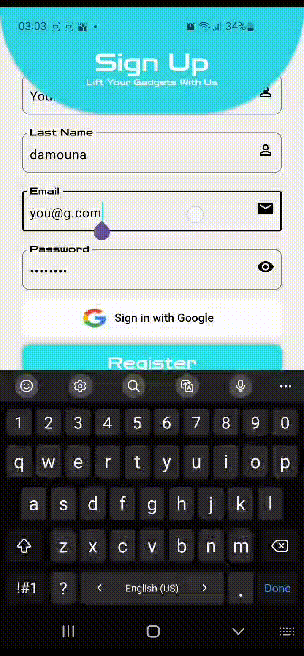 03:03
34%
Sign Up
Lift Your Gadgets With Us
You
Last Name
damouna
Email
you@g.com
Password
Sign in with Google
Register
1 2 3 4 5 6 7 8 9 0
q w e r t y u i o p
a s d f g h j k l
z x c v b n m
!#1 ? < English (US) > . Done